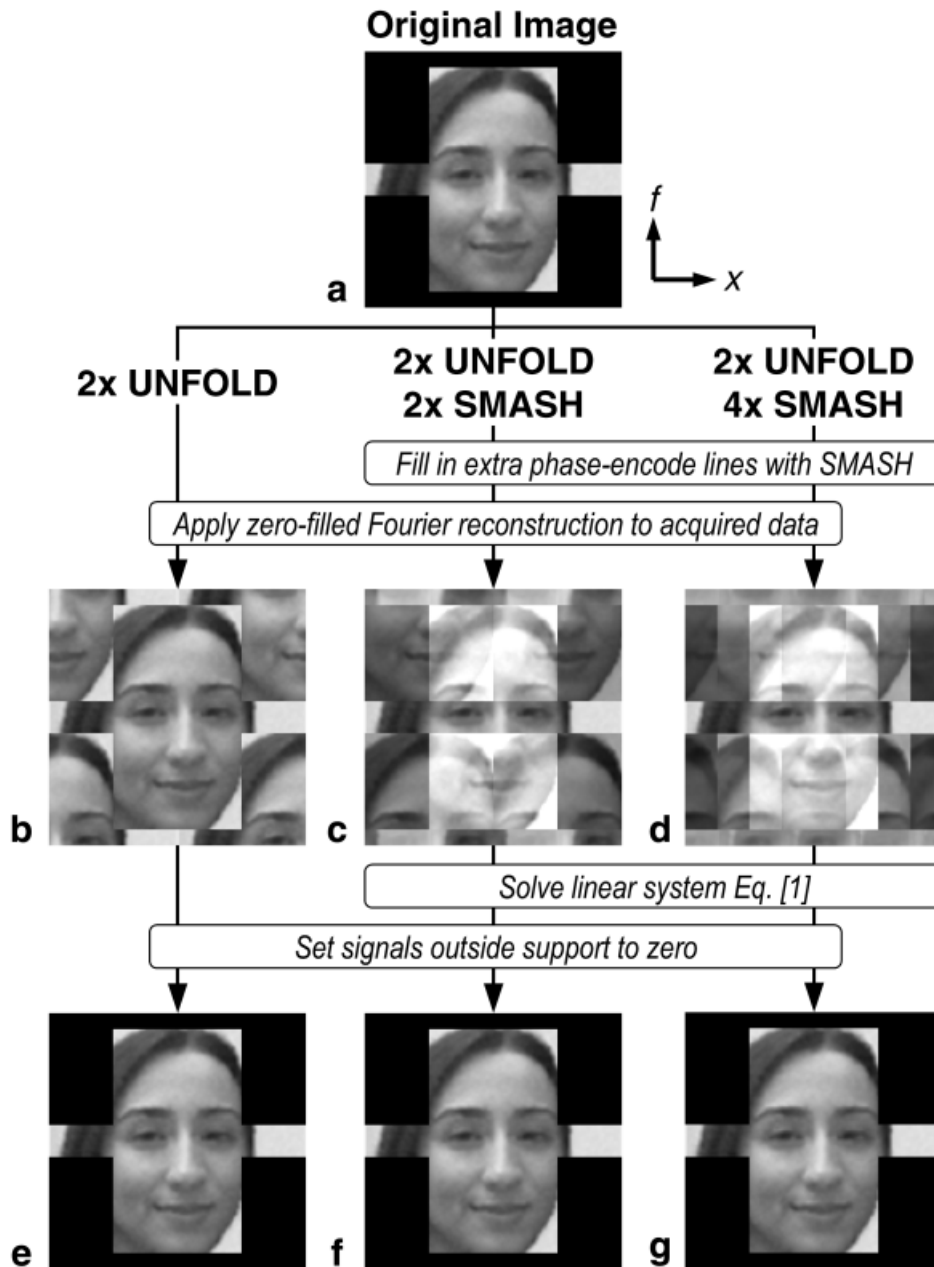 Original Image
f
x
a
2x UNFOLD
2x UNFOLD
2x SMASH
2x UNFOLD
4x SMASH
Fill in extra phase-encode lines with SMASH
Apply zero-filled Fourier reconstruction to acquired data
b
c
d
Solve linear system Eq. [1]
Set signals outside support to zero
e
f
g